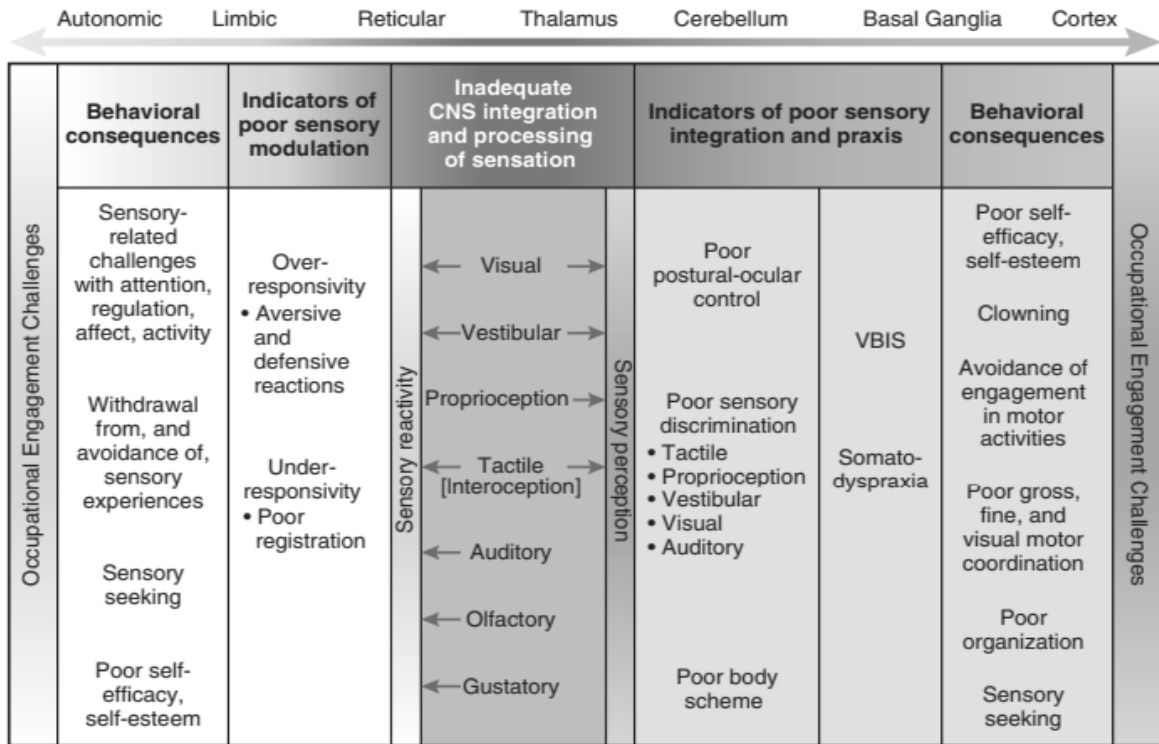 Autonomic Limbic Reticular Thalamus Cerebellum Basal Ganglia Cortex
Occupational Engagement Challenges
Behavioral
consequences
Sensory-
related
challenges
with attention,
regulation,
affect, activity
Withdrawal
from, and
avoidance of,
sensory
experiences
Sensory
seeking
Poor self-
efficacy,
self-esteem
Indicators of
poor sensory
modulation
Over-
responsivity
• Aversive
and
defensive
reactions
Under-
responsivity
• Poor
registration
Inadequate
CNS integration
and processing
of sensation
Sensory reactivity
Visual
Vestibular
Proprioception
Tactile
[Interoception]
Auditory
Olfactory
Gustatory
Sensory perception
Indicators of poor sensory
integration and praxis
Poor
postural-ocular
control
Poor sensory
discrimination
• Tactile
• Proprioception
• Vestibular
• Visual
• Auditory
Poor body
scheme
VBIS
Somato-
dyspraxia
Behavioral
consequences
Poor self-
efficacy,
self-esteem
Clowning
Avoidance of
engagement
in motor
activities
Poor gross,
fine, and
visual motor
coordination
Poor
organization
Sensory
seeking
Occupational Engagement Challenges